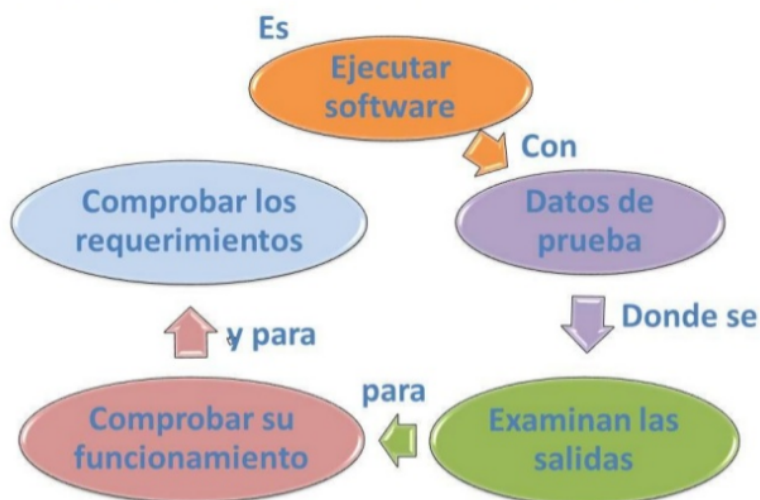 Es
Ejecutar
software
Con
Datos de
prueba
Donde se
Examinan las
salidas
para
Comprobar su
funcionamiento
y para
Comprobar los
requerimientos